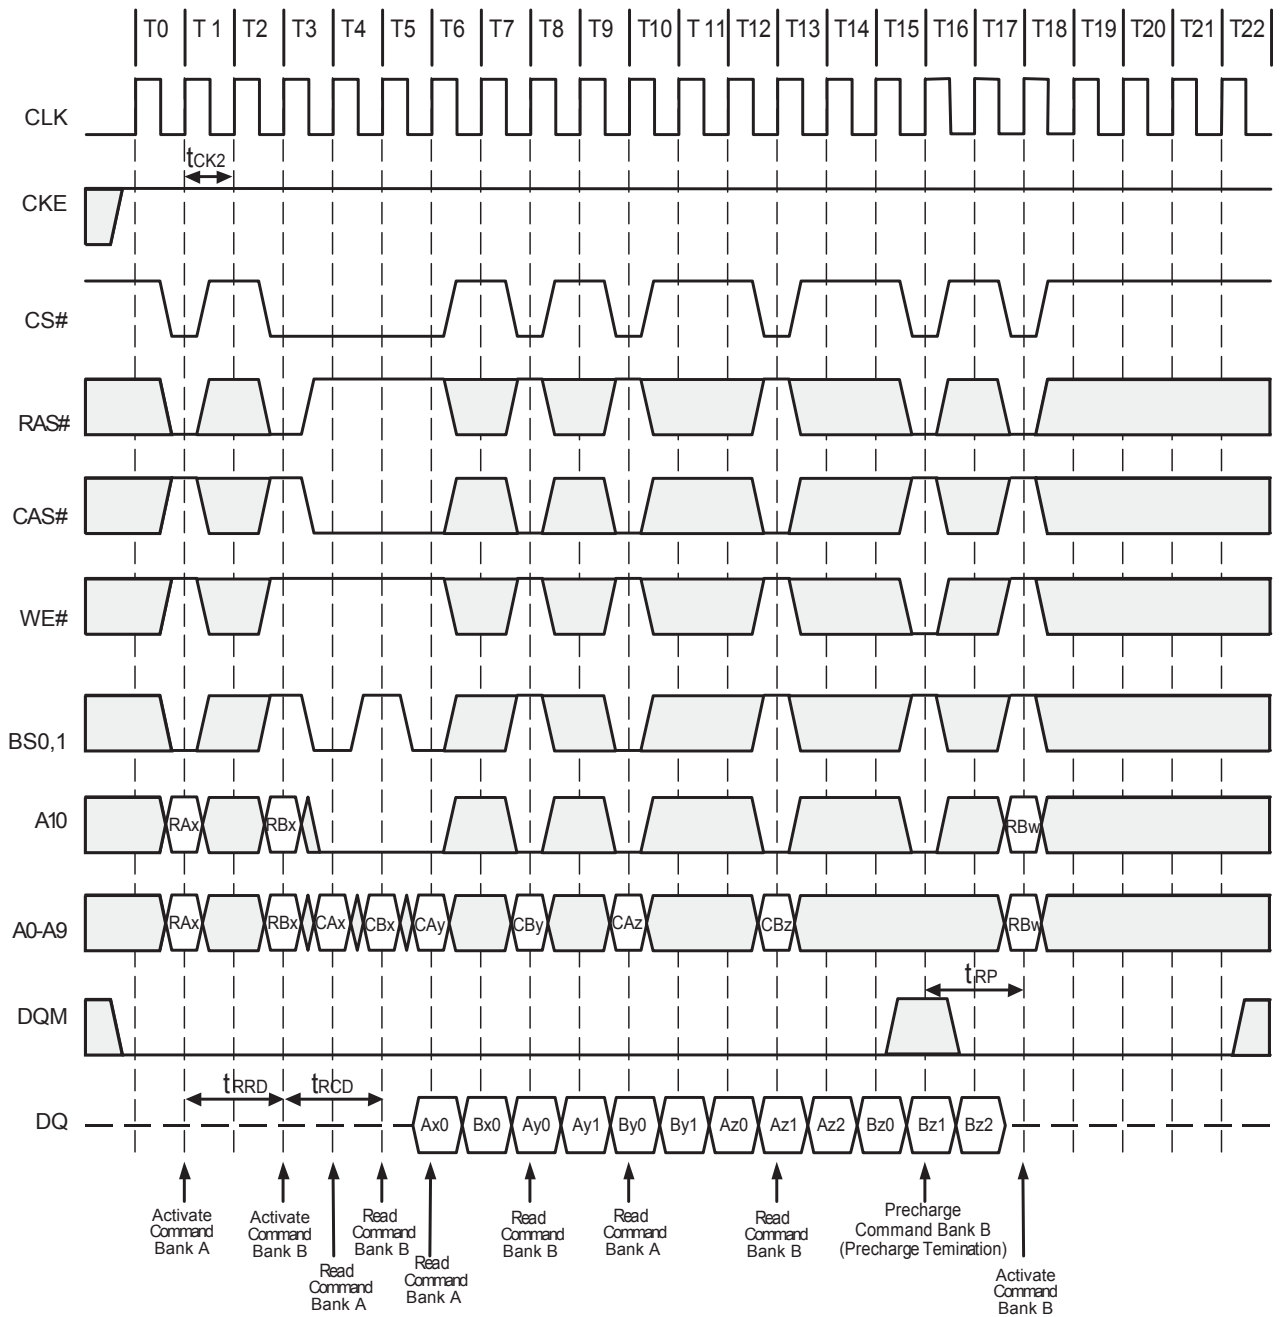 T0 T 1 T2 T3 T4 T5 T6 T7 T8 T9 T10 T 11 T12 T13 T14 T15 T16 T17 T18 T19 T20 T21 T22
CLK
tCK2
CKE
CS#
RAS#
CAS#
WE#
BS0,1
A10
RAx RBx RBw
A0-A9
RAx RBx CAx CBx CAy CBy CAz CBz RBw
tRP
DQM
tRRD tRCD
DQ
Ax0 Bx0 Ay0 Ay1 By0 By1 Az0 Az1 Az2 Bz0 Bz1 Bz2
Activate
Command
Bank A
Activate
Command
Bank B
Read
Command
Bank A
Read
Command
Bank B
Read
Command
Bank A
Read
Command
Bank B
Read
Command
Bank A
Read
Command
Bank B
Precharge
Command Bank B
(Precharge Temination)
Activate
Command
Bank B